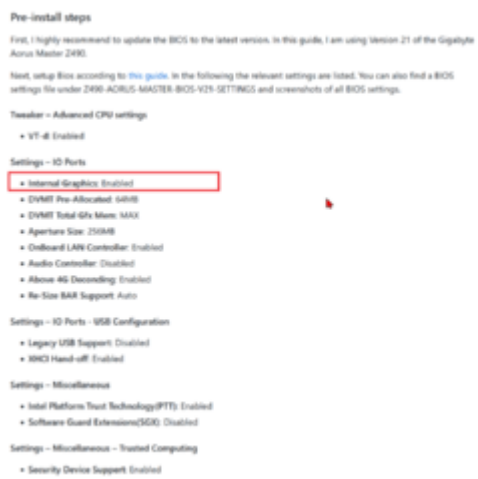 Pre-install steps
First, I highly recommend to update the BIOS to the latest version. In this guide, I am using Version 21 of the Gigabyte
Aorus Master Z490.
Next, setup Bios according to this guide. In the following the relevant settings are listed. You can also find a BIOS
settings file under Z490-AORUS-MASTER-BIOS-V21-SETTINGS and screenshots of all BIOS settings.
Tweaker – Advanced CPU settings
• VT-d: Enabled
Settings – IO Ports
• Internal Graphics: Enabled
• DVMT Pre-Allocated: 64MB
• DVMT Total Gfx Mem: MAX
• Aperture Size: 256MB
• OnBoard LAN Controller: Enabled
• Audio Controller: Disabled
• Above 4G Deconding: Enabled
• Re-Size BAR Support: Auto
Settings – IO Ports - USB Configuration
• Legacy USB Support: Disabled
• XHCI Hand-off: Enabled
Settings – Miscellaneous
• Intel Platform Trust Technology(PTT): Enabled
• Software Guard Extensions(SGX): Disabled
Settings – Miscellaneous – Trusted Computing
• Security Device Support: Enabled